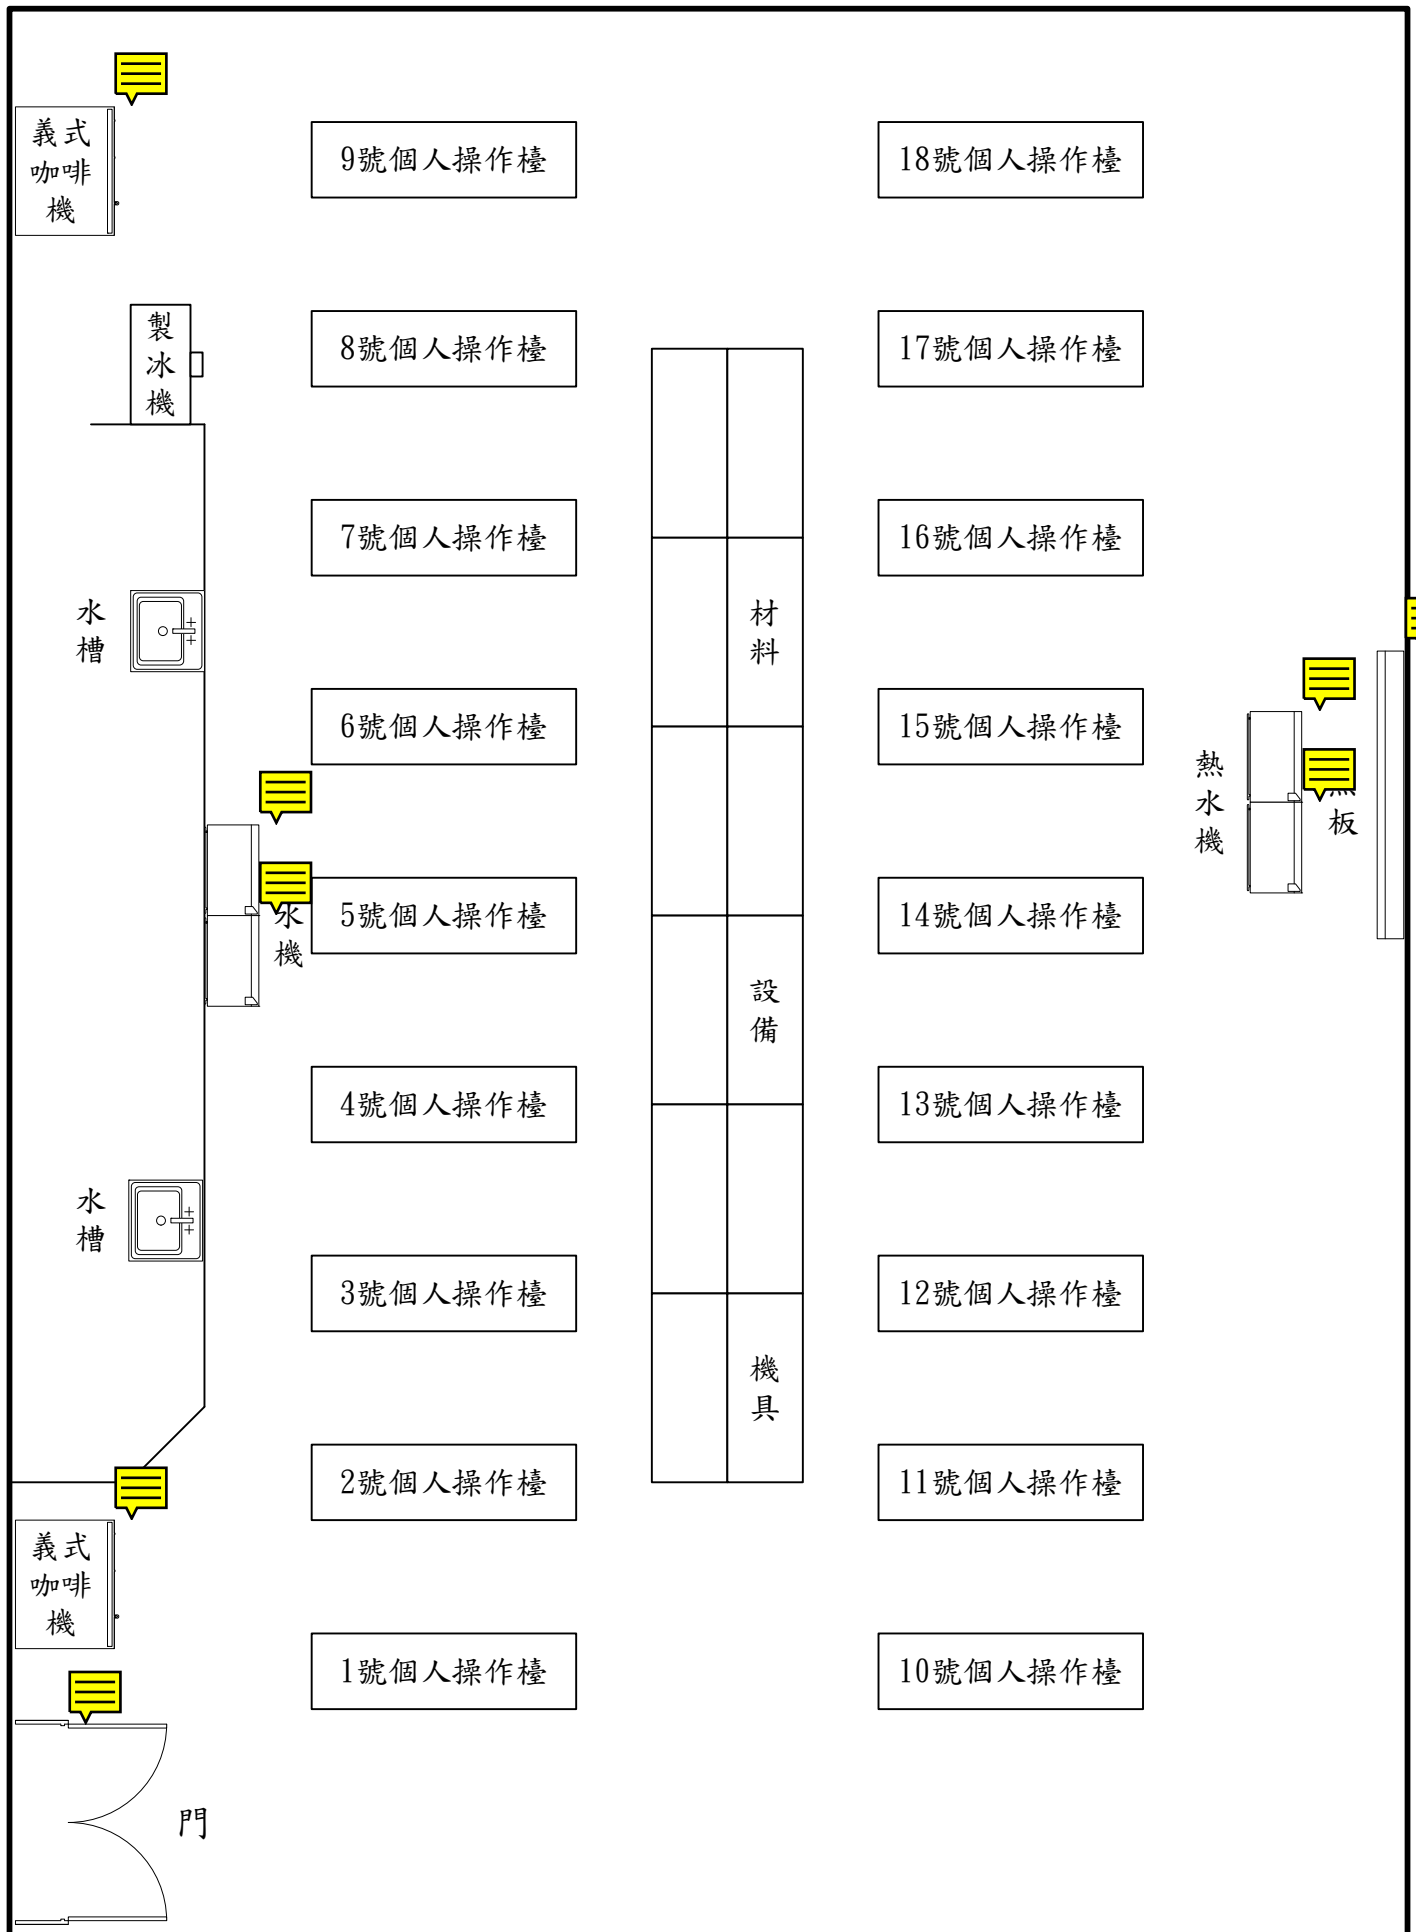 義式
咖啡
機
9號個人操作檯
18號個人操作檯
製
冰
機
8號個人操作檯
17號個人操作檯
7號個人操作檯
16號個人操作檯
水
槽
材
料
6號個人操作檯
15號個人操作檯
熱
水
機
板
5號個人操作檯
14號個人操作檯
水
機
設
備
4號個人操作檯
13號個人操作檯
水
槽
3號個人操作檯
12號個人操作檯
機
具
2號個人操作檯
11號個人操作檯
義式
咖啡
機
1號個人操作檯
10號個人操作檯
門